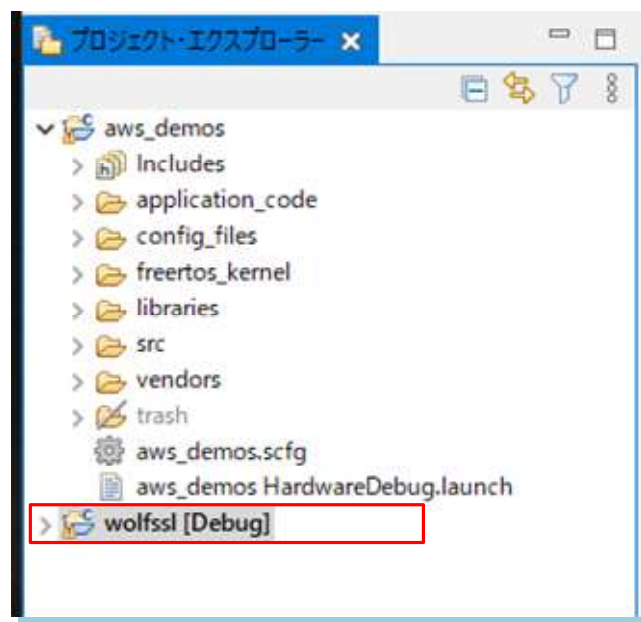 プロジェクト・エクスプローラー
aws_demos
Includes
application_code
config_files
freertos_kernel
libraries
src
vendors
trash
aws_demos.scfg
aws_demos HardwareDebug.launch
wolfssl [Debug]